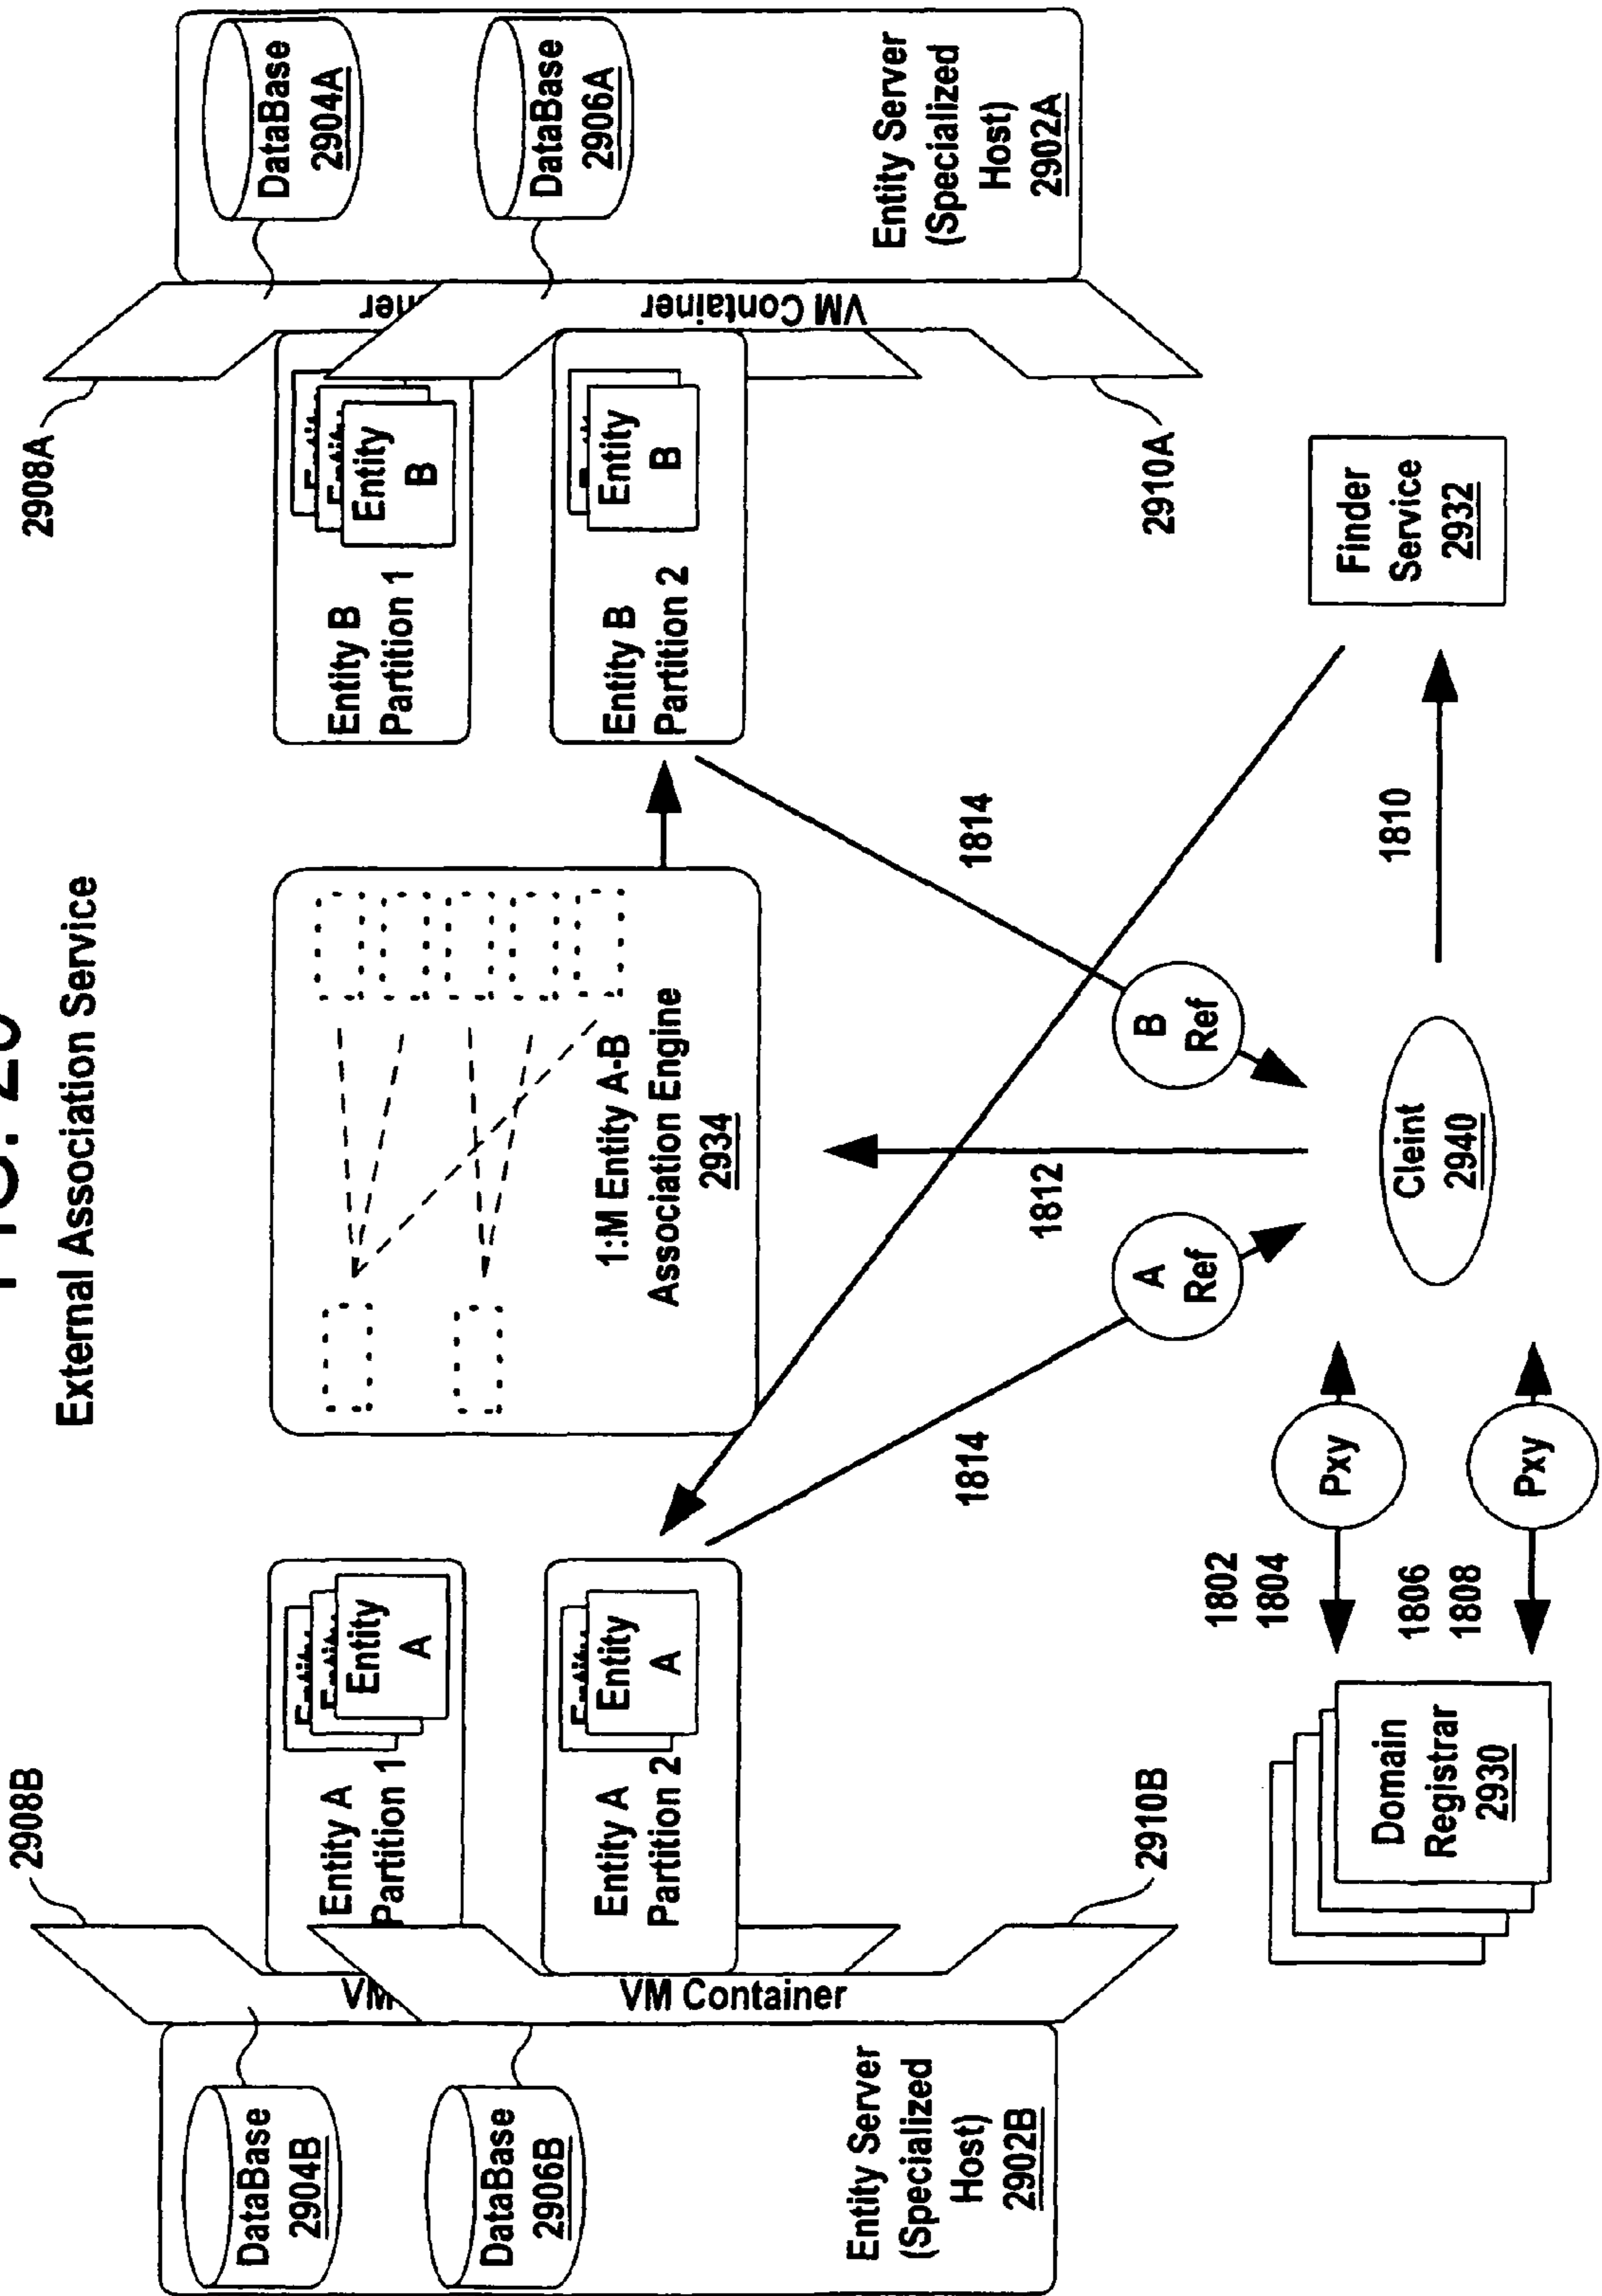 External Association Service
2908B
2908A
DataBase
2904B
DataBase
2906B
Entity Server
(Specialized
Host)
2902B
VM
VM Container
2910B
Entity A
Partition 1
Entity
A
Entity A
Partition 2
Entity
A
1:M Entity A-B
Association Engine
2934
Entity B
Partition 1
Entity
B
Entity B
Partition 2
Entity
B
VM Container
2910A
DataBase
2904A
DataBase
2906A
Entity Server
(Specialized
Host)
2902A
1814
1812
1814
A
Ref
B
Ref
Domain
Registrar
2930
1802
1804
1806
1808
Pxy
Pxy
Cleint
2940
1810
Finder
Service
2932